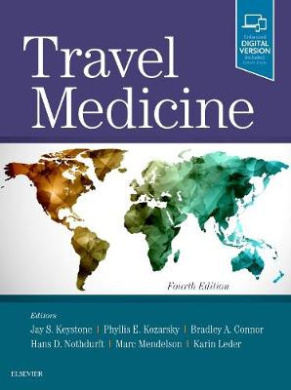 Enhanced
DIGITAL
VERSION
Included
Travel
Medicine
Fourth Edition
Editors
Jay S. Keystone | Phyllis E. Kozarsky | Bradley A. Connor
Hans D. Nothdurft | Marc Mendelson | Karin Leder
ELSEVIER